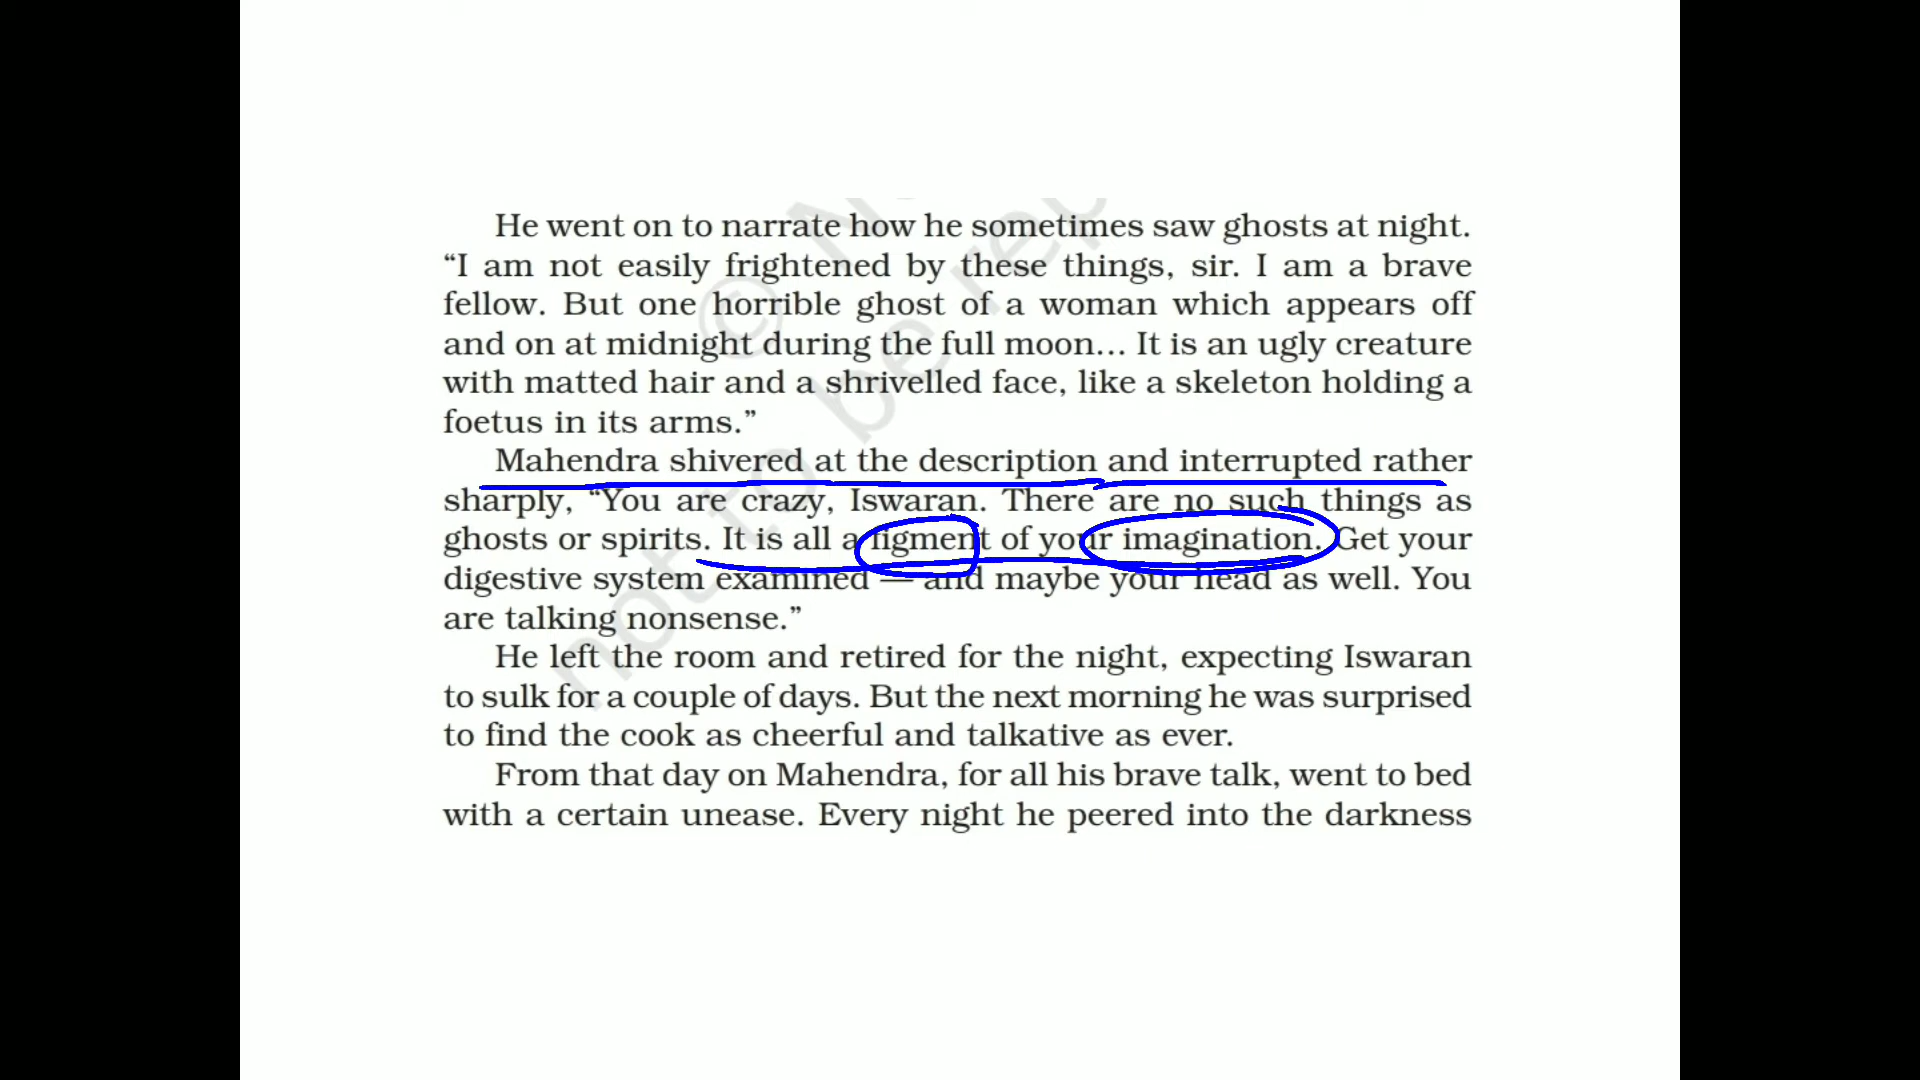 He went on to narrate how he sometimes saw ghosts at night.
“I am not easily frightened by these things, sir. I am a brave
fellow. But one horrible ghost of a woman which appears off
and on at midnight during the full moon... It is an ugly creature
with matted hair and a shrivelled face, like a skeleton holding a
foetus in its arms.”
Mahendra shivered at the description and interrupted rather
sharply, “You are crazy, Iswaran. There are no such things as
ghosts or spirits. It is all a figment of your imagination. Get your
digestive system examined — and maybe your head as well. You
are talking nonsense.”
He left the room and retired for the night, expecting Iswaran
to sulk for a couple of days. But the next morning he was surprised
to find the cook as cheerful and talkative as ever.
From that day on Mahendra, for all his brave talk, went to bed
with a certain unease. Every night he peered into the darkness
© N
not to be rep